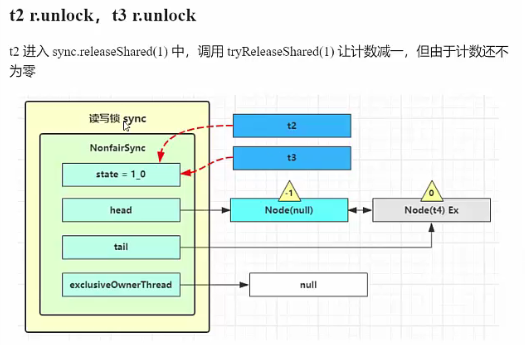 t2 r.unlock，t3 r.unlock
t2 进入 sync.releaseShared(1) 中，调用 tryReleaseShared(1) 让计数减一，但由于计数还不
为零
读写锁 sync
t2
NonfairSync
t3
state = 1_0
-1
0
head
Node(null)
Node(t4) Ex
tail
exclusiveOwnerThread
null